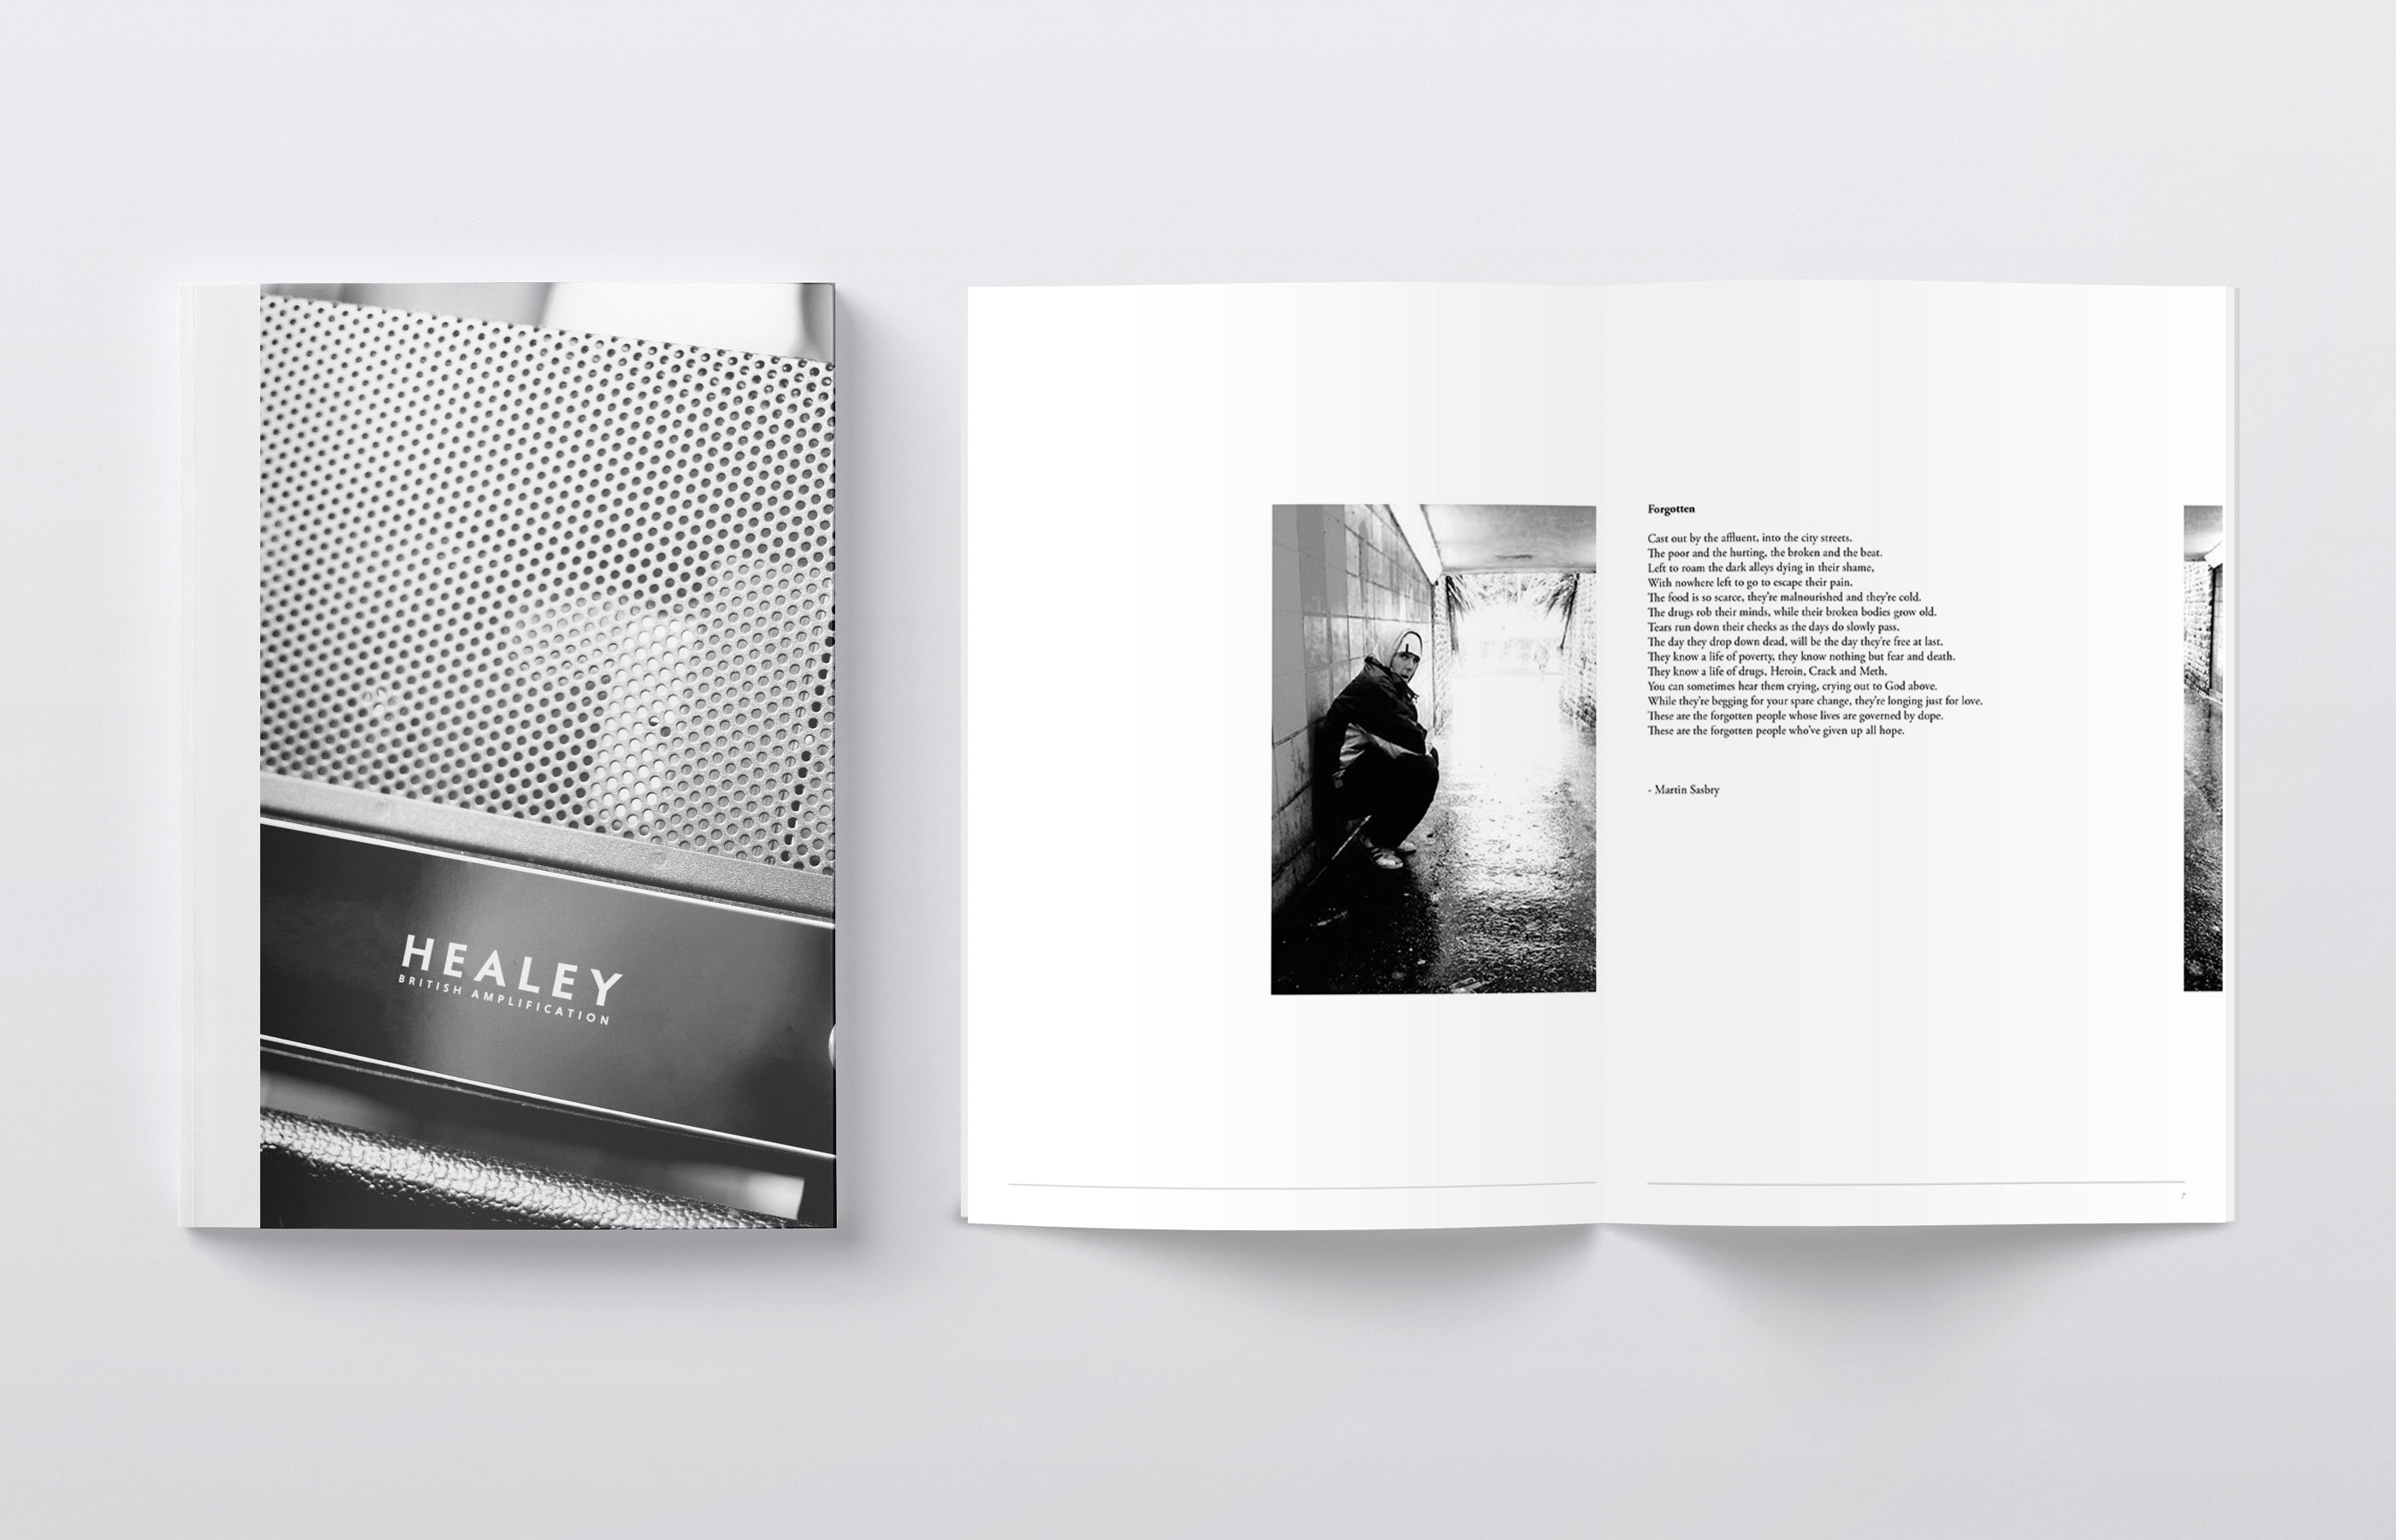 HEALEY
BRITISH AMPLIFICATION
Forgotten
Cast out by the affluent, into the city streets.
The poor and the hurting, the broken and the beat.
Left to roam the dark alleys dying in their shame,
With nowhere left to go to escape their pain.
The food is so scarce, they're malnourished and they're cold.
The drugs rob their minds, while their broken bodies grow old.
Tears run down their cheeks as the days do slowly pass.
The day they drop down dead, will be the day they're free at last.
They know a life of poverty, they know nothing but fear and death.
They know a life of drugs, Heroin, Crack and Meth.
You can sometimes hear them crying, crying out to God above.
While they're begging for your spare change, they're longing just for love.
These are the forgotten people whose lives are governed by dope.
These are the forgotten people who've given up all hope.
- Martin Sasbry
7